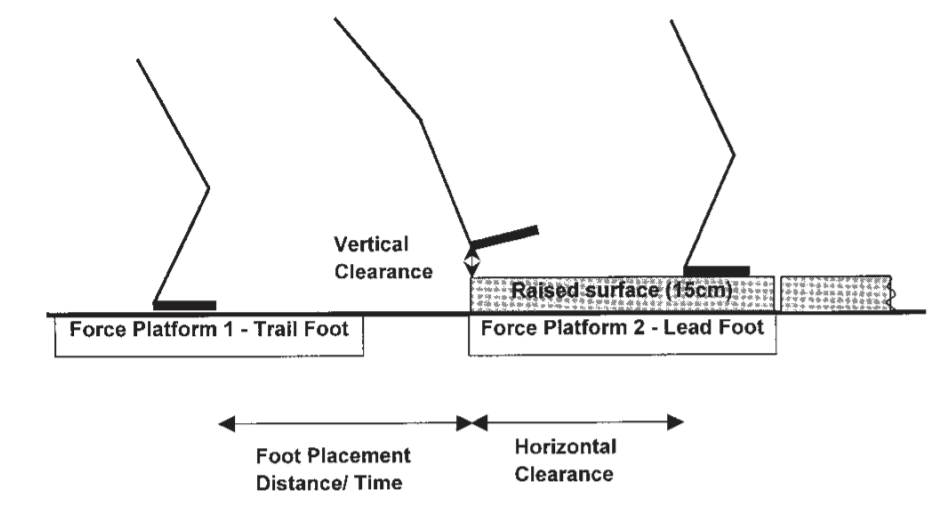 Vertical
Clearance
Raised surface (15cm)
Force Platform 1 - Trail Foot
Force Platform 2 - Lead Foot
Foot Placement
Distance/ Time
Horizontal
Clearance